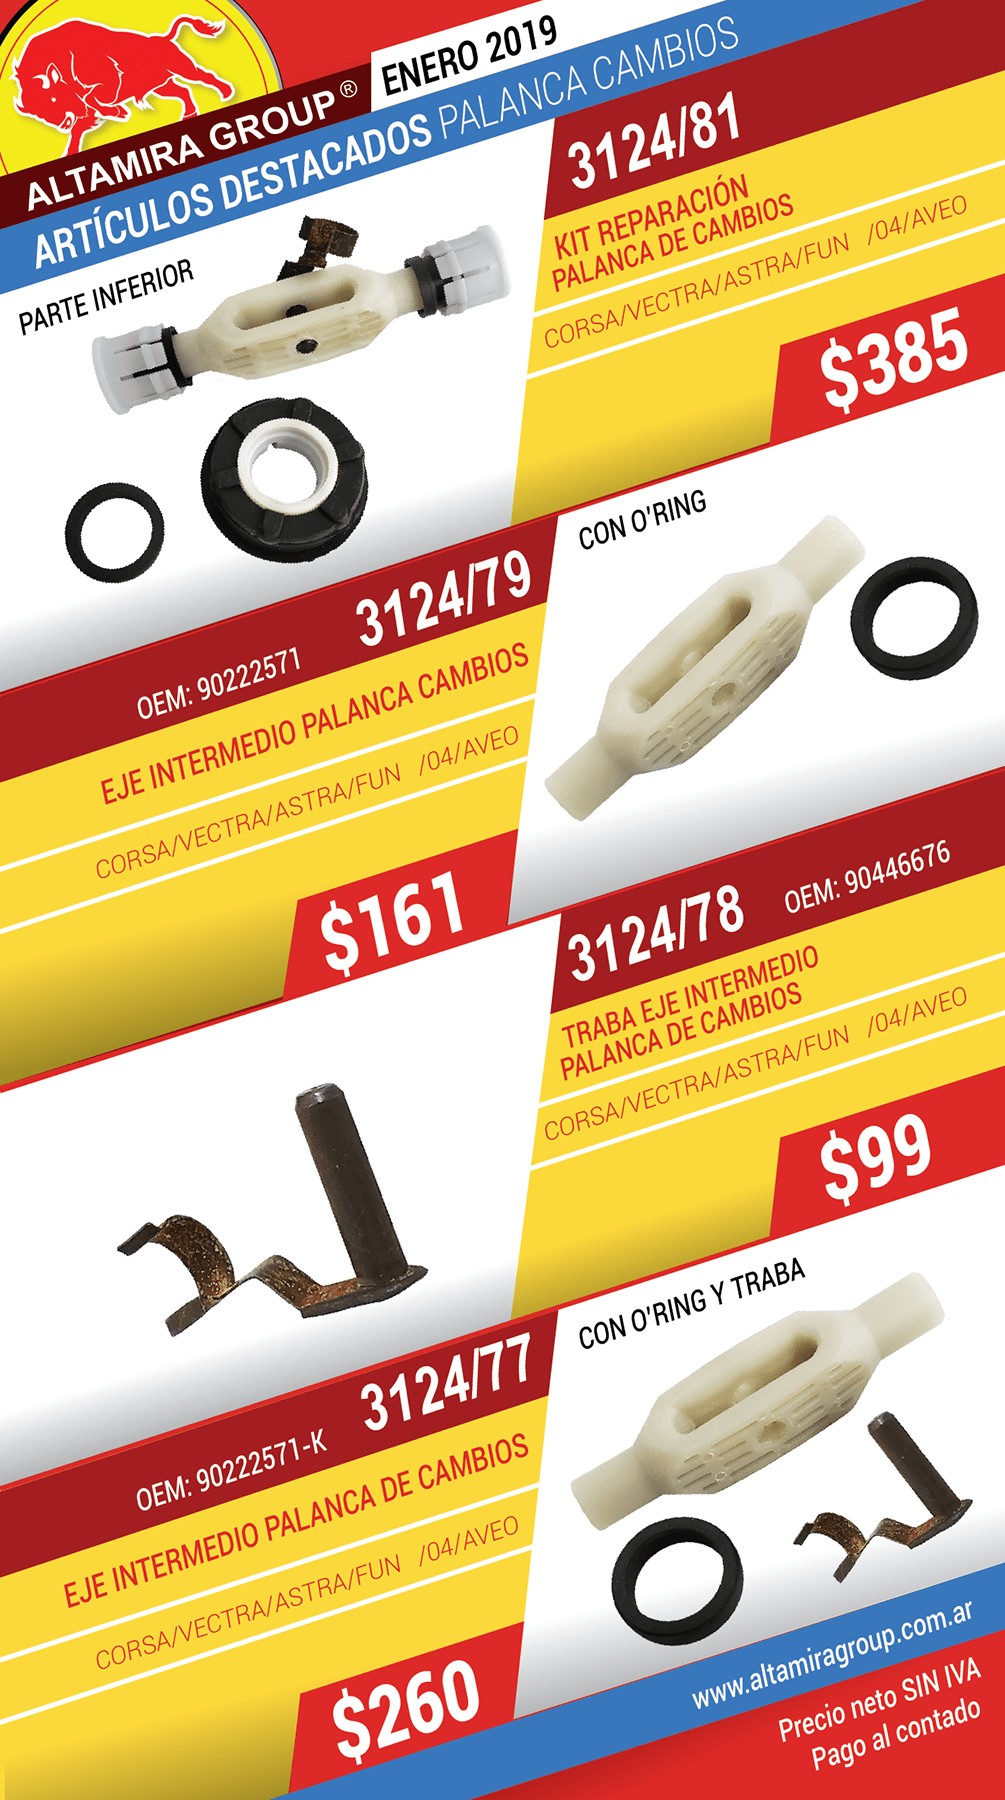 ALTAMIRA GROUP®
ENERO 2019
ARTÍCULOS DESTACADOS PALANCA CAMBIOS
PARTE INFERIOR
3124/81
KIT REPARACIÓN
PALANCA DE CAMBIOS
CORSA/VECTRA/ASTRA/FUN /04/AVEO
$385
CON O'RING
3124/79
OEM: 90222571
EJE INTERMEDIO PALANCA CAMBIOS
CORSA/VECTRA/ASTRA/FUN /04/AVEO
$161
3124/78
OEM: 90446676
TRABA EJE INTERMEDIO
PALANCA DE CAMBIOS
CORSA/VECTRA/ASTRA/FUN /04/AVEO
$99
CON O'RING Y TRABA
3124/77
OEM: 90222571-K
EJE INTERMEDIO PALANCA DE CAMBIOS
CORSA/VECTRA/ASTRA/FUN /04/AVEO
$260
www.altamiragroup.com.ar
Precio neto SIN IVA
Pago al contado